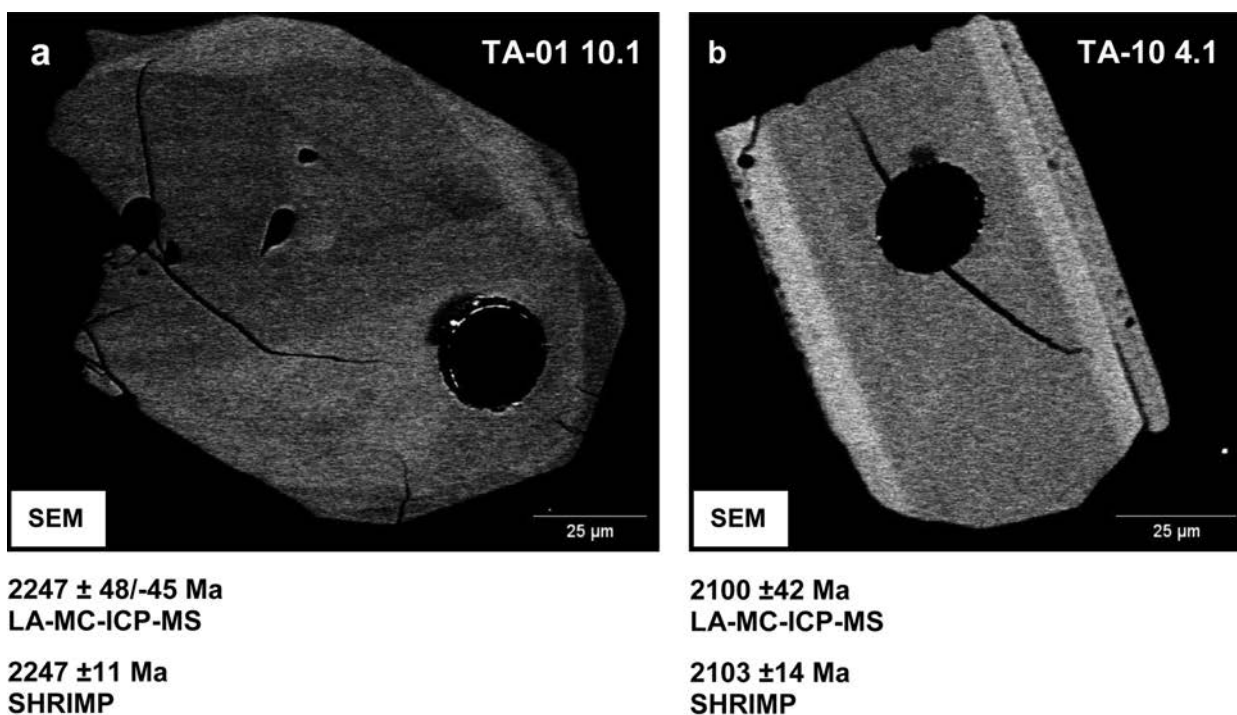 a
TA-01 10.1
SEM
25 µm
2247 ± 48/-45 Ma
LA-MC-ICP-MS
2247 ±11 Ma
SHRIMP
b
TA-10 4.1
SEM
25 µm
2100 ±42 Ma
LA-MC-ICP-MS
2103 ±14 Ma
SHRIMP